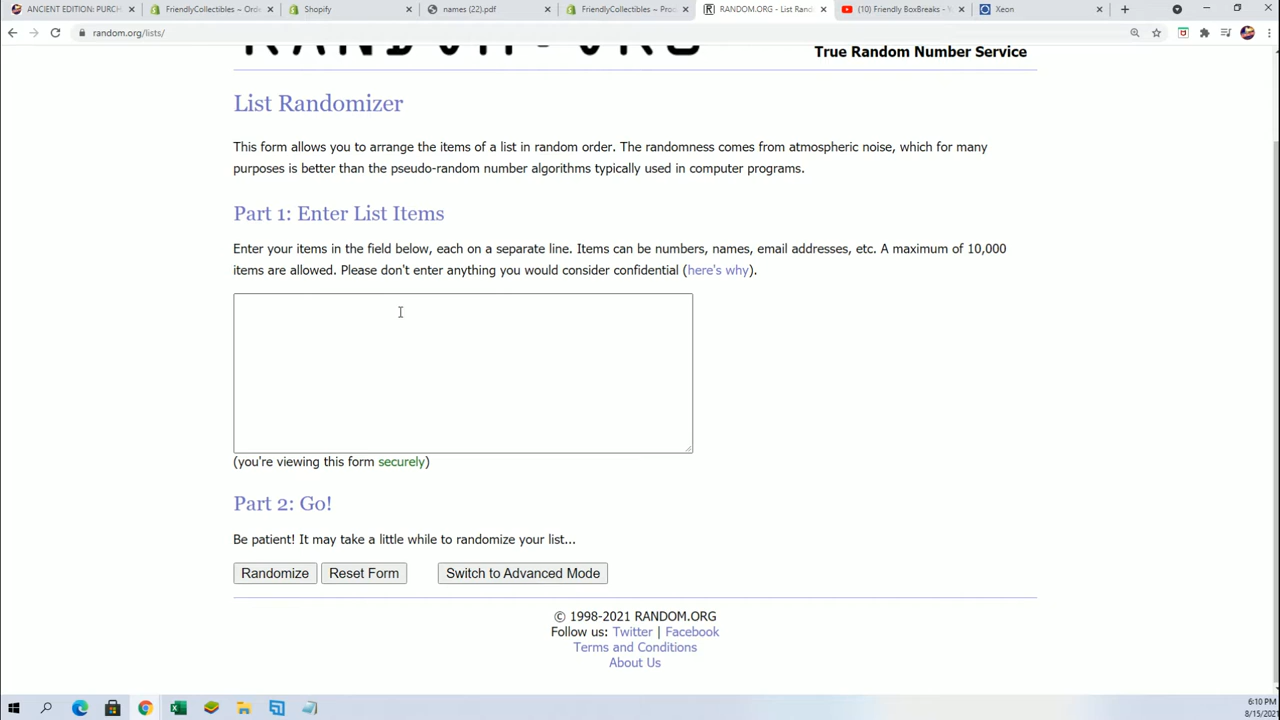 ANCIENT EDITION: PURCH
FriendlyCollectibles ~ Orde
Shopify
names (22).pdf
FriendlyCollectibles ~ Prod
RANDOM.ORG - List Rand
(10) Friendly BoxBreaks - Y
Xeon
random.org/lists/
RANDOM.ORG
True Random Number Service
List Randomizer
This form allows you to arrange the items of a list in random order. The randomness comes from atmospheric noise, which for many
purposes is better than the pseudo-random number algorithms typically used in computer programs.
Part 1: Enter List Items
Enter your items in the field below, each on a separate line. Items can be numbers, names, email addresses, etc. A maximum of 10,000
items are allowed. Please don't enter anything you would consider confidential (here's why).
(you're viewing this form securely)
Part 2: Go!
Be patient! It may take a little while to randomize your list...
Randomize Reset Form Switch to Advanced Mode
© 1998-2021 RANDOM.ORG
Follow us: Twitter | Facebook
Terms and Conditions
About Us
6:10 PM
8/15/2021